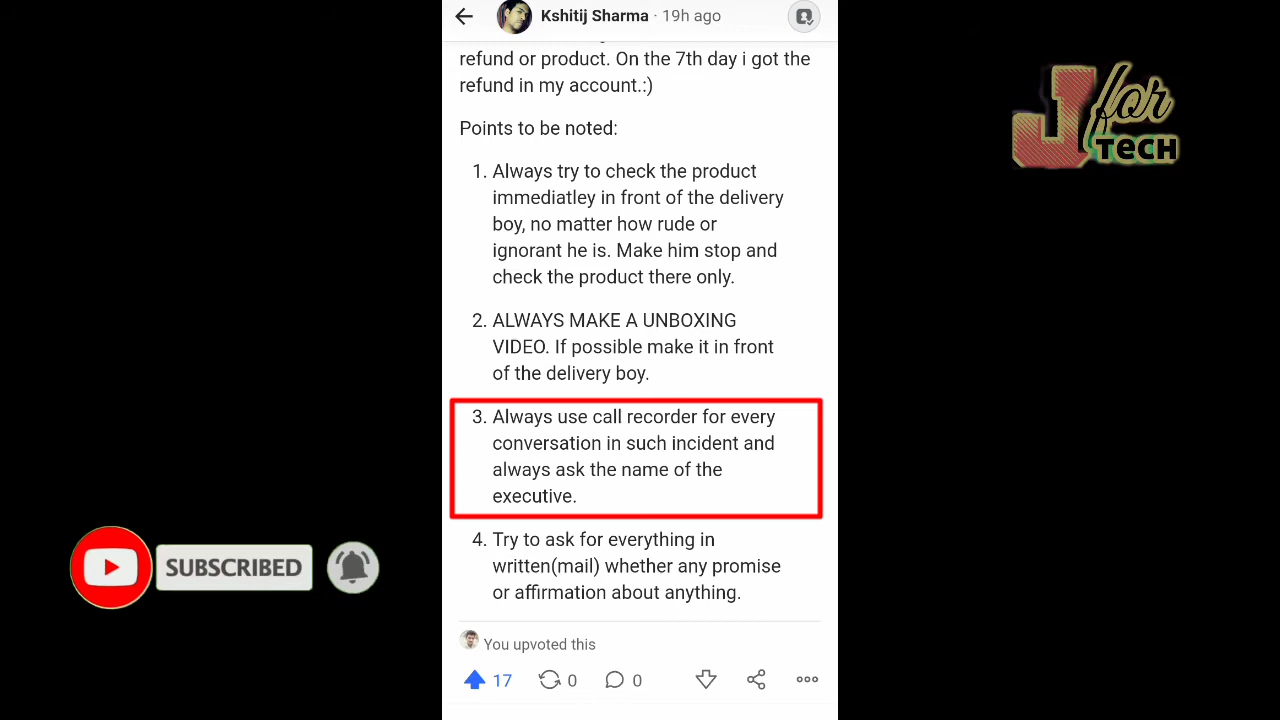 Kshitij Sharma · 19h ago
refund or product. On the 7th day i got the
refund in my account.:)
Points to be noted:
1. Always try to check the product
immediatley in front of the delivery
boy, no matter how rude or
ignorant he is. Make him stop and
check the product there only.
2. ALWAYS MAKE A UNBOXING
VIDEO. If possible make it in front
of the delivery boy.
3. Always use call recorder for every
conversation in such incident and
always ask the name of the
executive.
4. Try to ask for everything in
written(mail) whether any promise
or affirmation about anything.
You upvoted this
17 0 0
J for
TECH
SUBSCRIBED